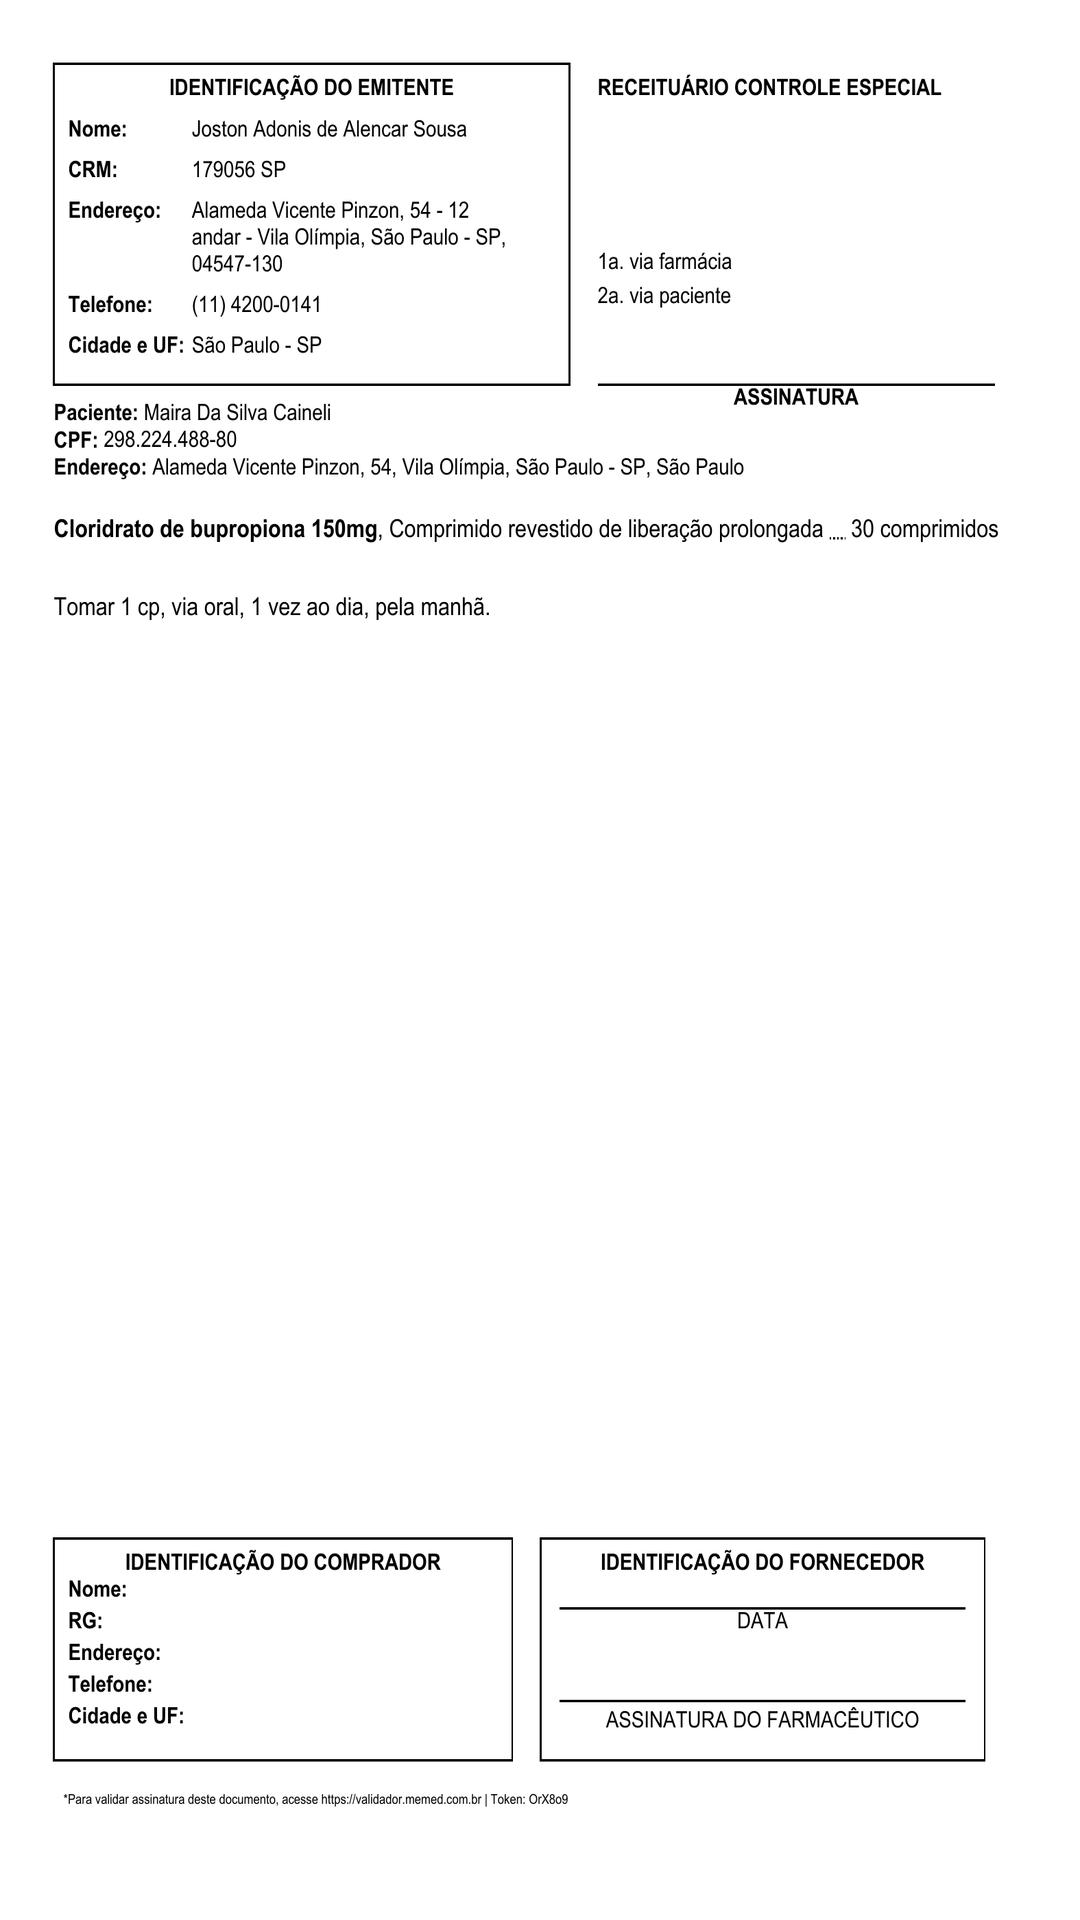 IDENTIFICAÇÃO DO EMITENTE
Nome: Joston Adonis de Alencar Sousa
CRM: 179056 SP
Endereço: Alameda Vicente Pinzon, 54 - 12
andar - Vila Olímpia, São Paulo - SP,
04547-130
Telefone: (11) 4200-0141
Cidade e UF: São Paulo - SP
RECEITUÁRIO CONTROLE ESPECIAL
1a. via farmácia
2a. via paciente
ASSINATURA
Paciente: Maira Da Silva Caineli
CPF: 298.224.488-80
Endereço: Alameda Vicente Pinzon, 54, Vila Olímpia, São Paulo - SP, São Paulo
Cloridrato de bupropiona 150mg, Comprimido revestido de liberação prolongada ..... 30 comprimidos
Tomar 1 cp, via oral, 1 vez ao dia, pela manhã.
IDENTIFICAÇÃO DO COMPRADOR
Nome:
RG:
Endereço:
Telefone:
Cidade e UF:
IDENTIFICAÇÃO DO FORNECEDOR
DATA
ASSINATURA DO FARMACÊUTICO
*Para validar assinatura deste documento, acesse https://validador.memed.com.br | Token: OrX8o9